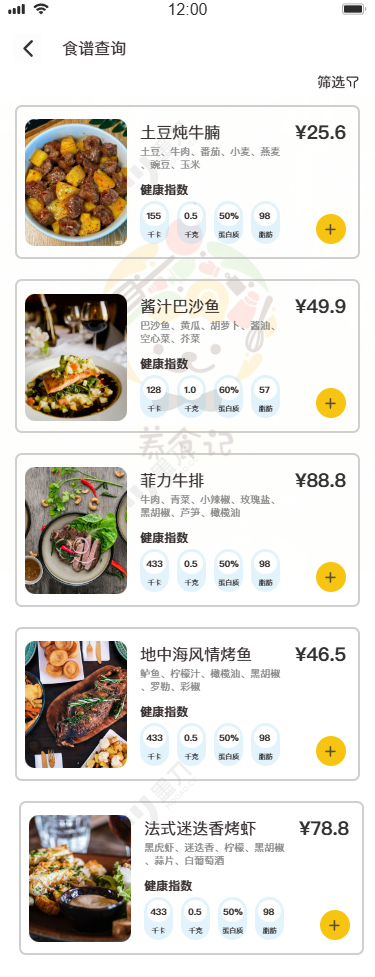 12:00
食谱查询
筛选
土豆炖牛腩 ¥25.6
土豆、牛肉、番茄、小麦、燕麦
、豌豆、玉米
健康指数
155 0.5 50% 98
千卡 千克 蛋白质 脂肪
酱汁巴沙鱼 ¥49.9
巴沙鱼、黄瓜、胡萝卜、酱油、
空心菜、芥菜
健康指数
128 1.0 60% 57
千卡 千克 蛋白质 脂肪
养食记
菲力牛排 ¥88.8
牛肉、青菜、小辣椒、玫瑰盐、
黑胡椒、芦笋、橄榄油
健康指数
433 0.5 50% 98
千卡 千克 蛋白质 脂肪
地中海风情烤鱼 ¥46.5
鲈鱼、柠檬汁、橄榄油、黑胡椒
、罗勒、彩椒
健康指数
433 0.5 50% 98
千卡 千克 蛋白质 脂肪
法式迷迭香烤虾 ¥78.8
黑虎虾、迷迭香、柠檬、黑胡椒
、蒜片、白葡萄酒
健康指数
433 0.5 50% 98
千卡 千克 蛋白质 脂肪